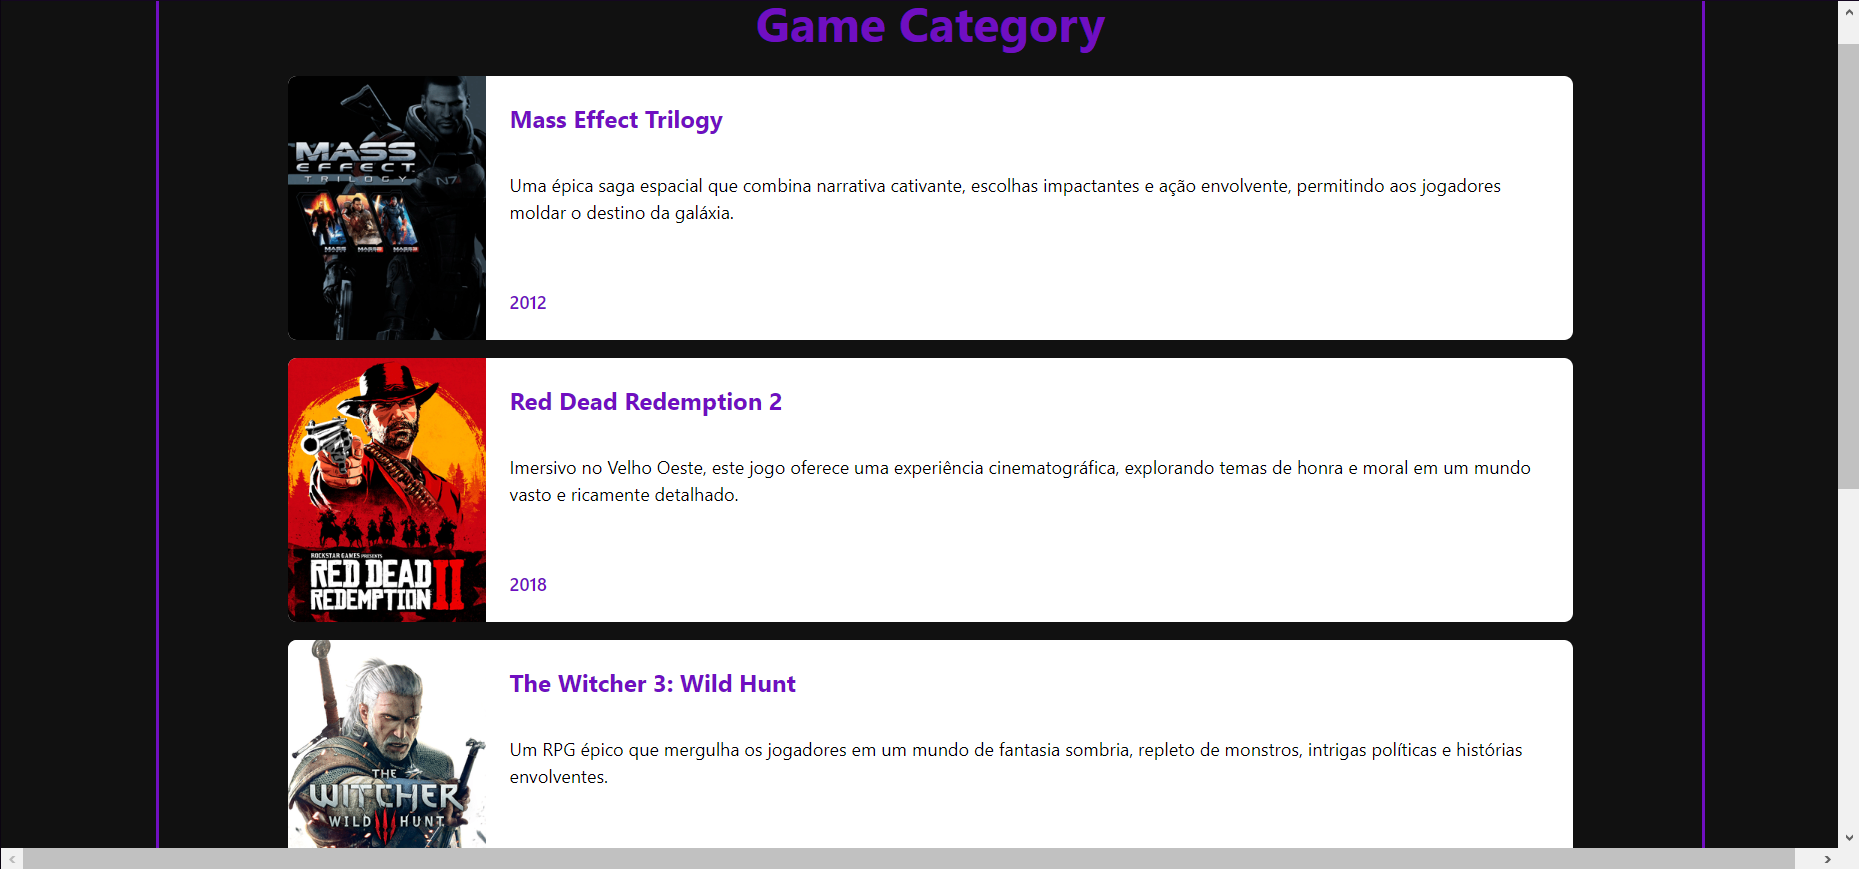 Game Category
MASS
EFFECT
TRILOGY
N7
Mass Effect Trilogy
Uma épica saga espacial que combina narrativa cativante, escolhas impactantes e ação envolvente, permitindo aos jogadores
moldar o destino da galáxia.
2012
ROCKSTAR GAMES PRESENTS
RED DEAD
REDEMPTION II
Red Dead Redemption 2
Imersivo no Velho Oeste, este jogo oferece uma experiência cinematográfica, explorando temas de honra e moral em um mundo
vasto e ricamente detalhado.
2018
THE
WITCHER
WILD HUNT
The Witcher 3: Wild Hunt
Um RPG épico que mergulha os jogadores em um mundo de fantasia sombria, repleto de monstros, intrigas políticas e histórias
envolventes.